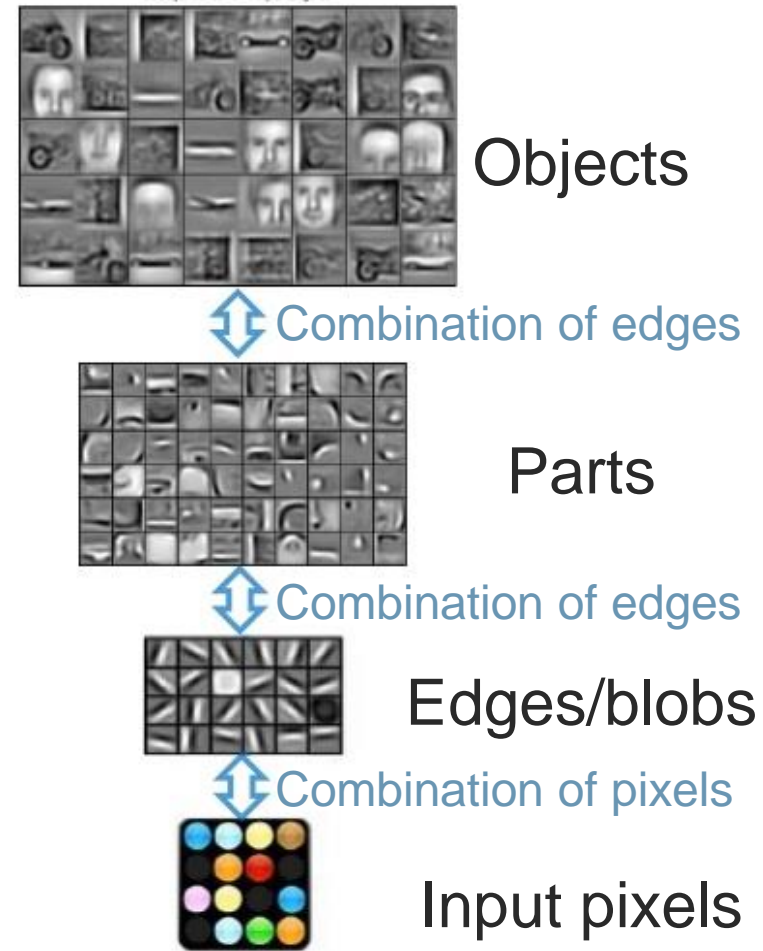 Objects
Combination of edges
Parts
Combination of edges
Edges/blobs
Combination of pixels
Input pixels